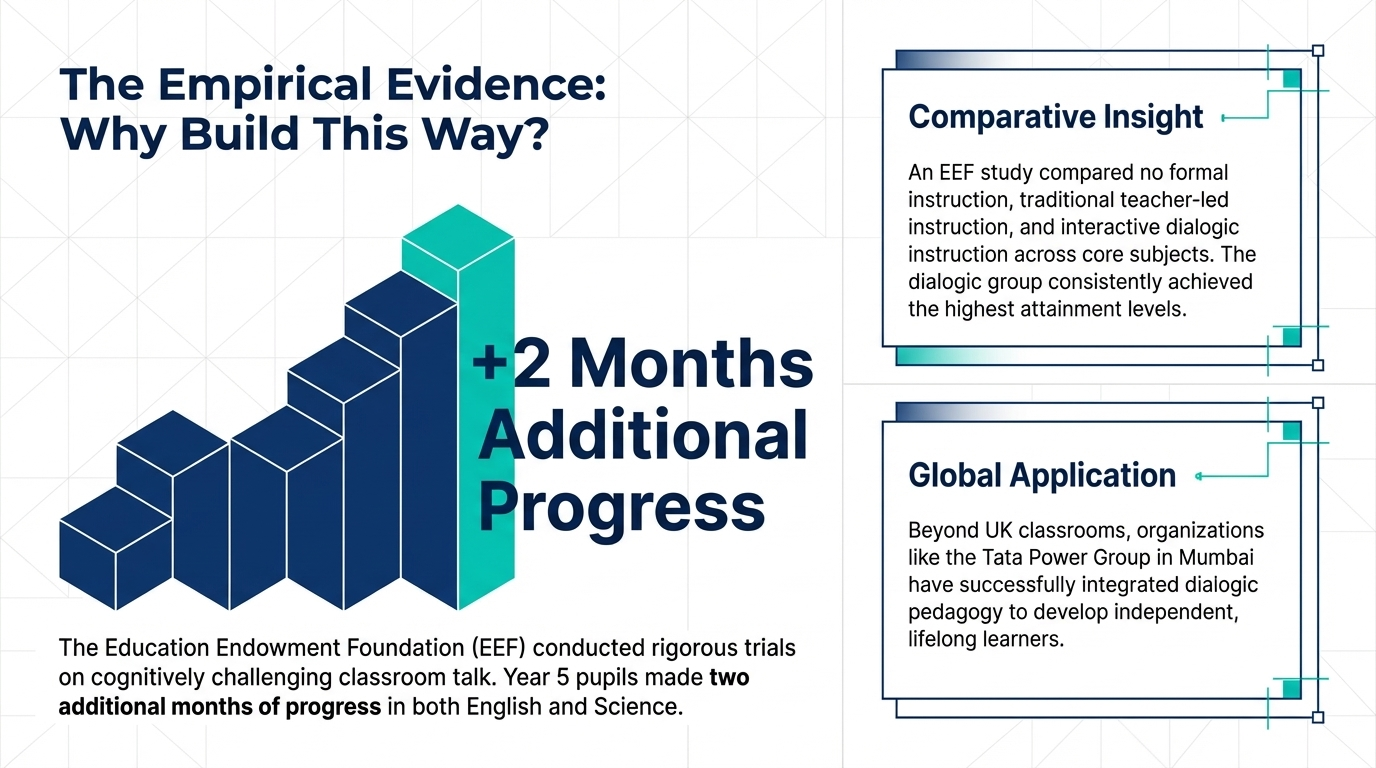 The Empirical Evidence:
Why Build This Way?
+2 Months
Additional
Progress
The Education Endowment Foundation (EEF) conducted rigorous trials
on cognitively challenging classroom talk. Year 5 pupils made two
additional months of progress in both English and Science.
Comparative Insight
An EEF study compared no formal
instruction, traditional teacher-led
instruction, and interactive dialogic
instruction across core subjects. The
dialogic group consistently achieved
the highest attainment levels.
Global Application
Beyond UK classrooms, organizations
like the Tata Power Group in Mumbai
have successfully integrated dialogic
pedagogy to develop independent,
lifelong learners.